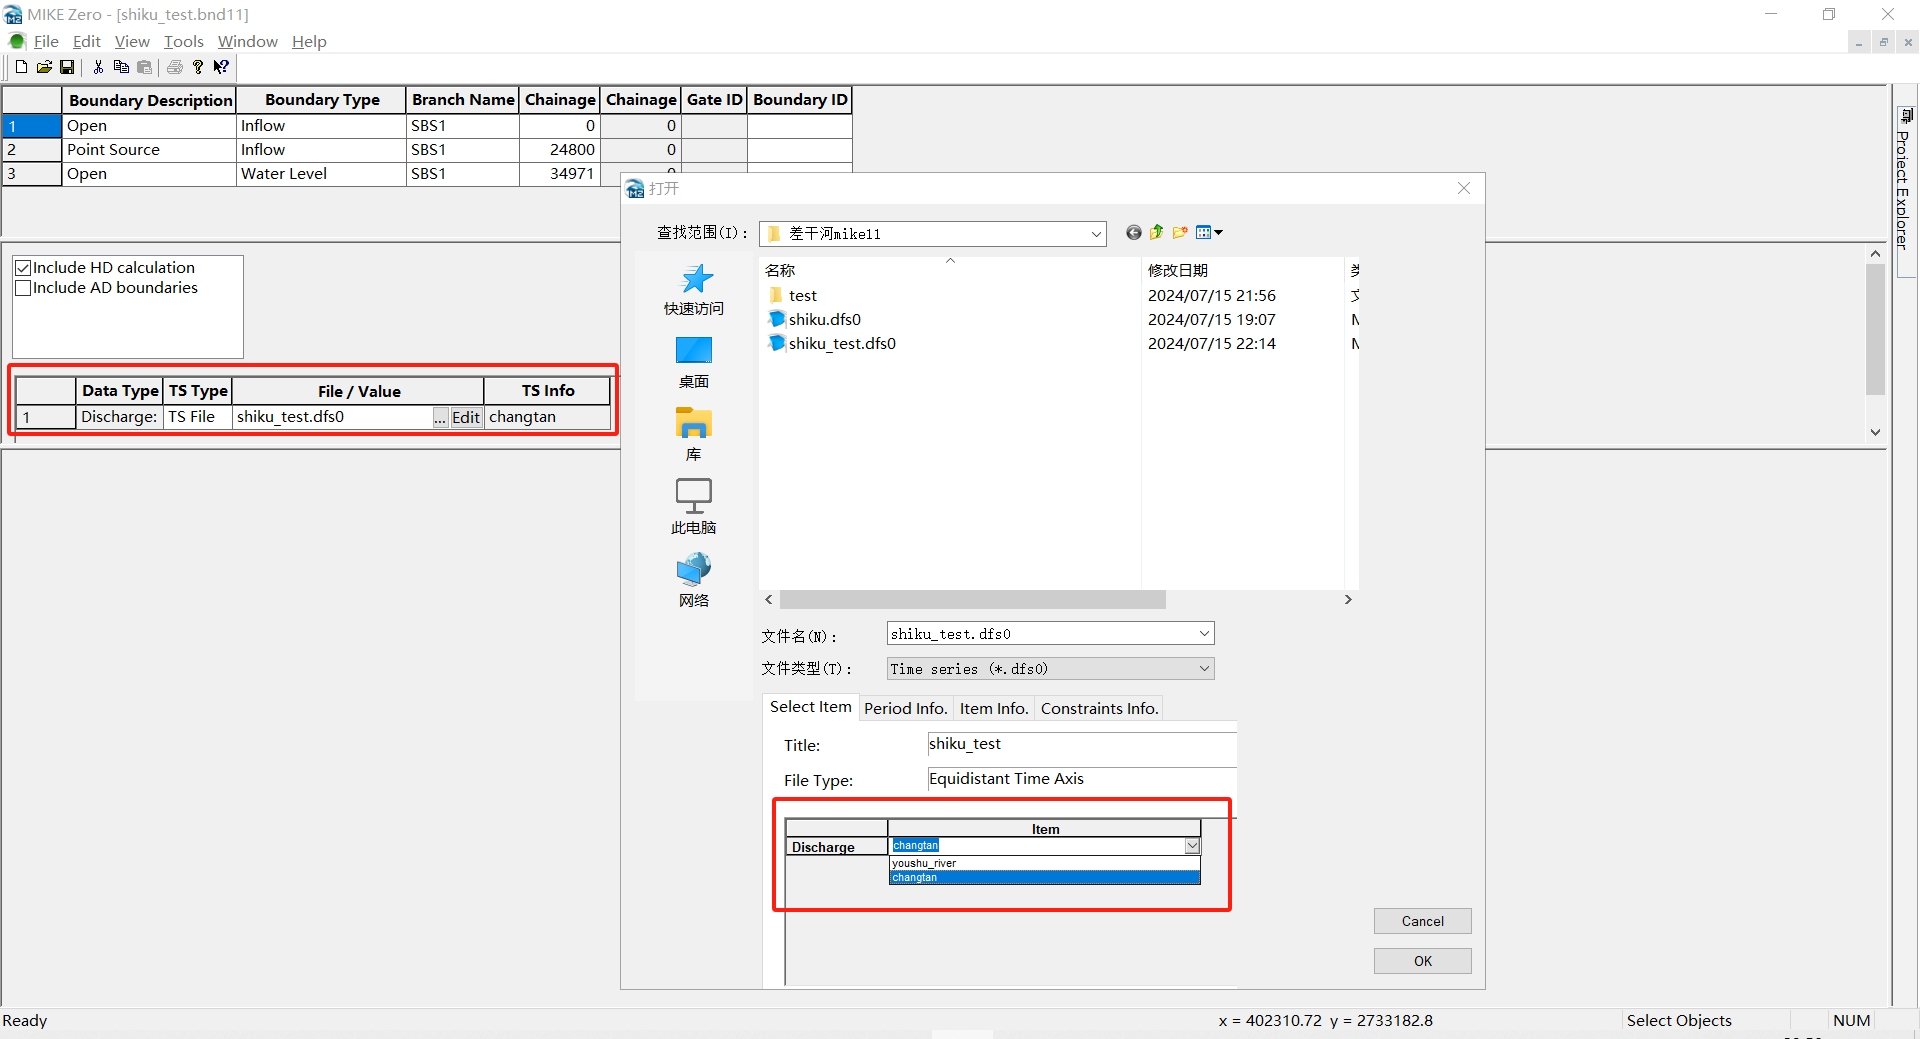 MIKE Zero - [shiku_test.bnd11]
File Edit View Tools Window Help
Boundary Description Boundary Type Branch Name Chainage Chainage Gate ID Boundary ID
1 Open Inflow SBS1 0 0
2 Point Source Inflow SBS1 24800 0
3 Open Water Level SBS1 34971
Project Explorer
打开
查找范围(I):
差干河mike11
Include HD calculation
Include AD boundaries
Data Type TS Type File / Value TS Info
1 Discharge: TS File shiku_test.dfs0 ... Edit changtan
快速访问
桌面
库
此电脑
网络
名称 修改日期
test 2024/07/15 21:56
shiku.dfs0 2024/07/15 19:07
shiku_test.dfs0 2024/07/15 22:14
文件名(N): shiku_test.dfs0
文件类型(T): Time series (*.dfs0)
Select Item Period Info. Item Info. Constraints Info.
Title: shiku_test
File Type: Equidistant Time Axis
Item
Discharge changtan
youshu_river
changtan
Cancel
OK
Ready x = 402310.72 y = 2733182.8 Select Objects NUM